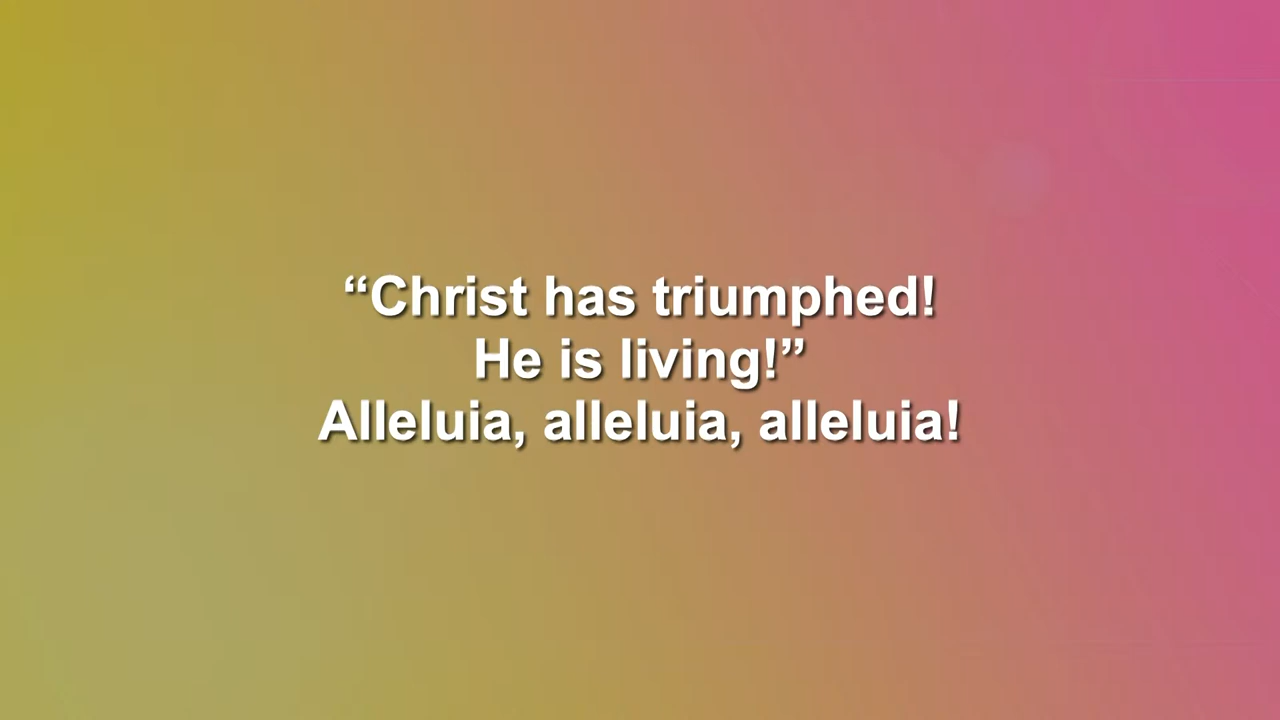 “Christ has triumphed!
He is living!”
Alleluia, alleluia, alleluia!